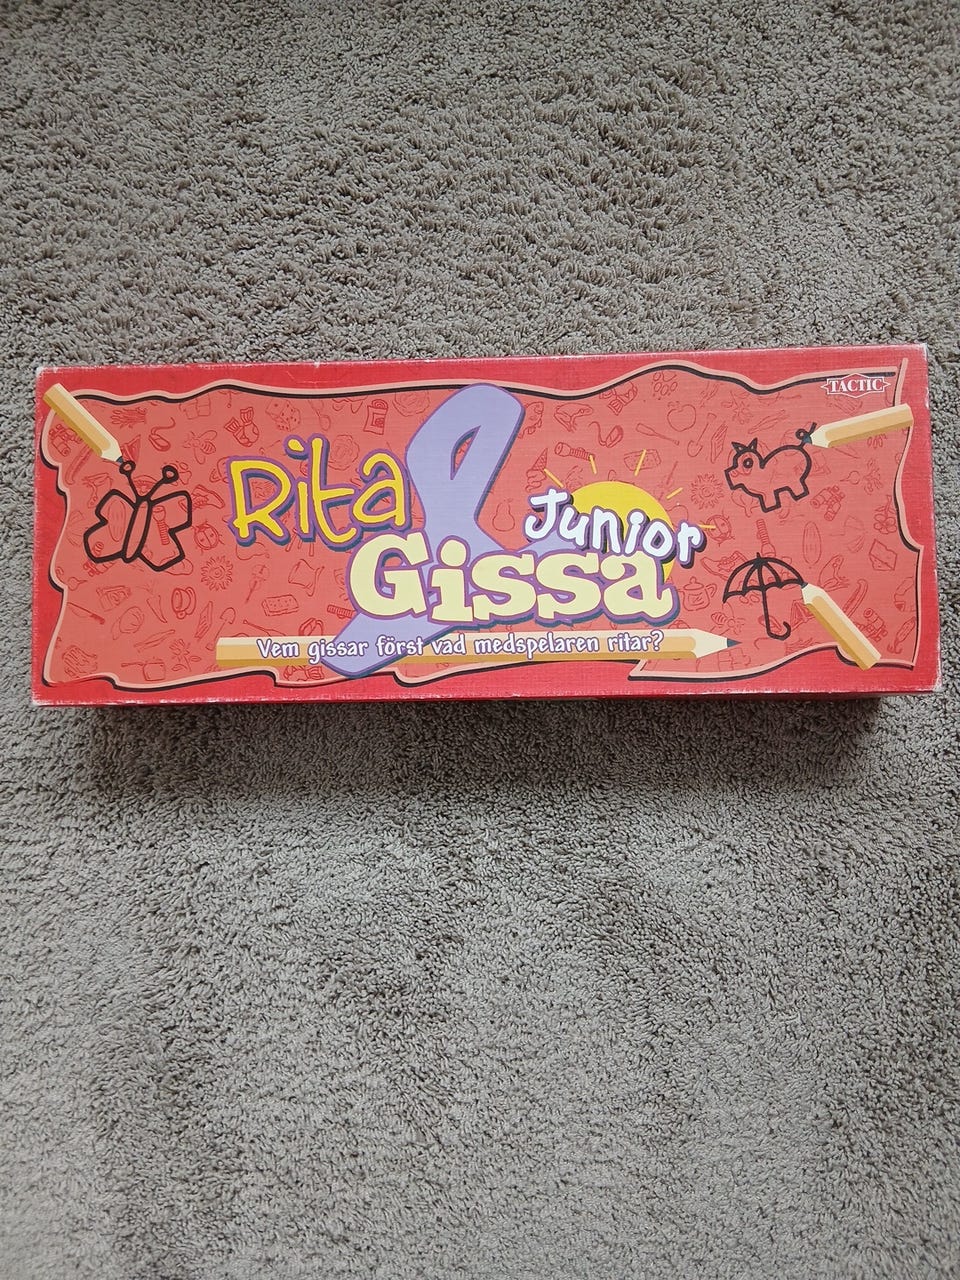 TACTIC
Rita &
Junior
Gissa
Vem gissar först vad medspelaren ritar?